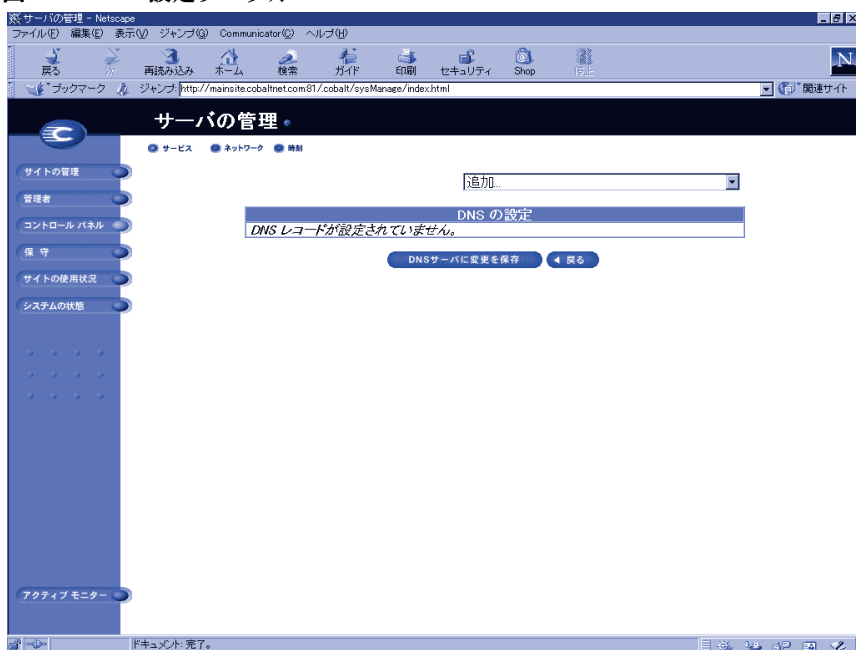 サーバの管理 - Netscape
ファイル(F) 編集(E) 表示(V) ジャンプ(G) Communicator(C) ヘルプ(H)
戻る 次 再読み込み ホーム 検索 ガイド 印刷 セキュリティ Shop 停止
N
ブックマーク ジャンプ: http://mainsite.cobaltnet.com:81/.cobalt/sysManage/index.html 関連サイト
サーバの管理
サービス ネットワーク 時刻
サイトの管理
管理者
コントロール パネル
保 守
サイトの使用状況
システムの状態
追加...
DNS の設定
DNS レコードが設定されていません。
DNSサーバに変更を保存 戻る
アクティブ モニター
ドキュメント: 完了。